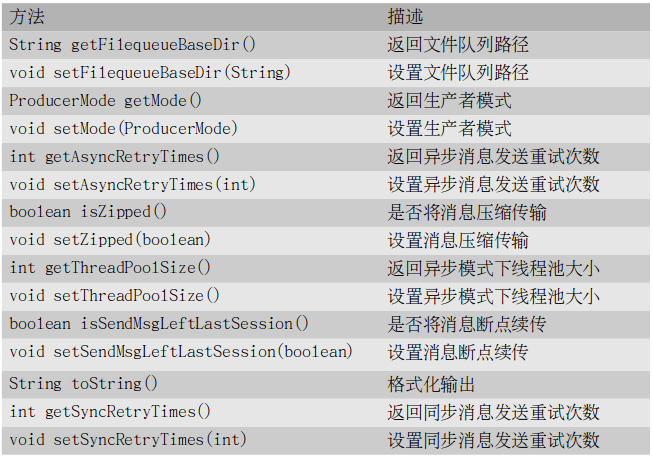 方法 描述
String getFi1equeueBaseDir() 返回文件队列路径
void setFi1equeueBaseDir(String) 设置文件队列路径
ProducerMode getMode() 返回生产者模式
void setMode(ProducerMode) 设置生产者模式
int getAsyncRetryTimes() 返回异步消息发送重试次数
void setAsyncRetryTimes(int) 设置异步消息发送重试次数
boo1ean isZipped() 是否将消息压缩传输
void setZipped(boo1ean) 设置消息压缩传输
int getThreadPoo1Size() 返回异步模式下线程池大小
void setThreadPoo1Size() 设置异步模式下线程池大小
boo1ean isSendMsgLeftLastSession() 是否将消息断点续传
void setSendMsgLeftLastSession(boo1ean) 设置消息断点续传
String toString() 格式化输出
int getSyncRetryTimes() 返回同步消息发送重试次数
void setSyncRetryTimes(int) 设置同步消息发送重试次数